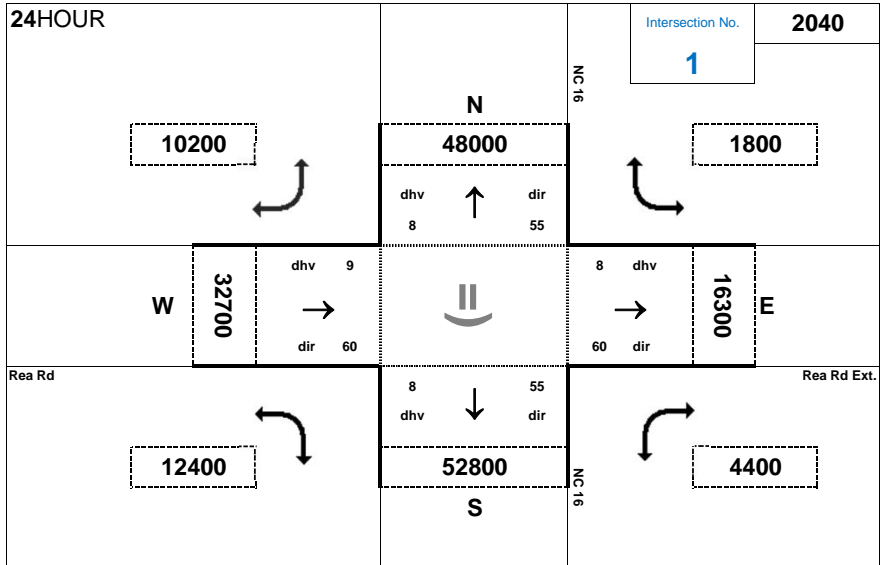 24HOUR
Intersection No.
2040
1
NC 16
N
10200
48000
1800
dhv
dir
8
55
dhv 9
8 dhv
W
32700
16300
E
dir 60
60 dir
Rea Rd
Rea Rd Ext.
8
55
dhv
dir
12400
52800
4400
NC 16
S